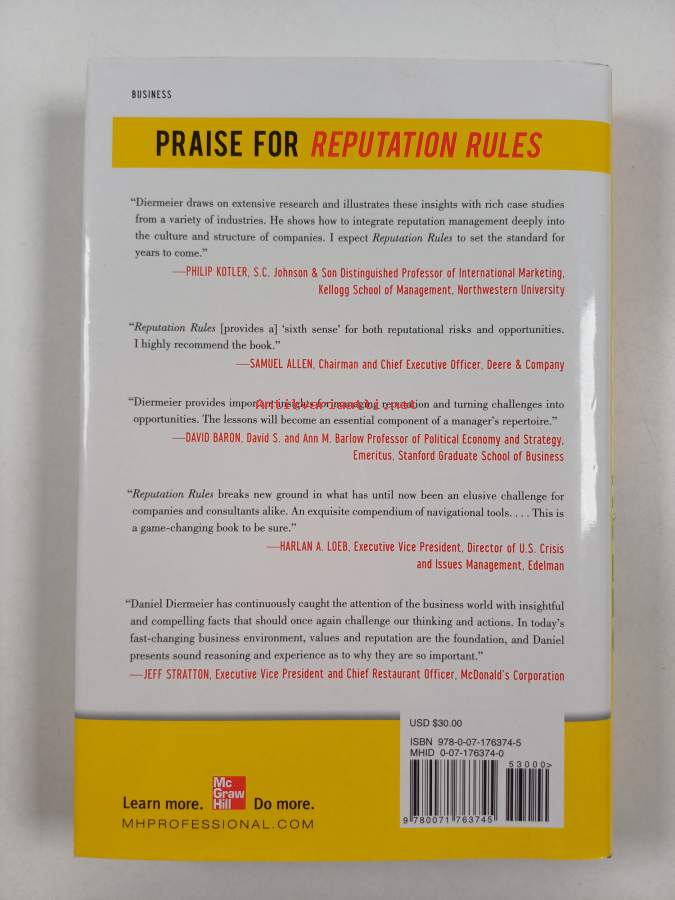 BUSINESS
PRAISE FOR REPUTATION RULES
“Diermeier draws on extensive research and illustrates these insights with rich case studies
from a variety of industries. He shows how to integrate reputation management deeply into
the culture and structure of companies. I expect Reputation Rules to set the standard for
years to come.”
—PHILIP KOTLER, S.C. Johnson & Son Distinguished Professor of International Marketing,
Kellogg School of Management, Northwestern University
“Reputation Rules [provides a] ‘sixth sense’ for both reputational risks and opportunities.
I highly recommend the book.”
—SAMUEL ALLEN, Chairman and Chief Executive Officer, Deere & Company
“Diermeier provides important insights for managing reputation and turning challenges into
Antikvariaatti.net
opportunities. The lessons will become an essential component of a manager’s repertoire.”
—DAVID BARON, David S. and Ann M. Barlow Professor of Political Economy and Strategy,
Emeritus, Stanford Graduate School of Business
“Reputation Rules breaks new ground in what has until now been an elusive challenge for
companies and consultants alike. An exquisite compendium of navigational tools. . . . This is
a game-changing book to be sure.”
—HARLAN A. LOEB, Executive Vice President, Director of U.S. Crisis
and Issues Management, Edelman
“Daniel Diermeier has continuously caught the attention of the business world with insightful
and compelling facts that should once again challenge our thinking and actions. In today’s
fast-changing business environment, values and reputation are the foundation, and Daniel
presents sound reasoning and experience as to why they are so important.”
—JEFF STRATTON, Executive Vice President and Chief Restaurant Officer, McDonald’s Corporation
USD $30.00
ISBN 978-0-07-176374-5
MHID 0-07-176374-0
53000>
9 780071 763745
Mc
Graw
Hill
Learn more. Do more.
MHPROFESSIONAL.COM